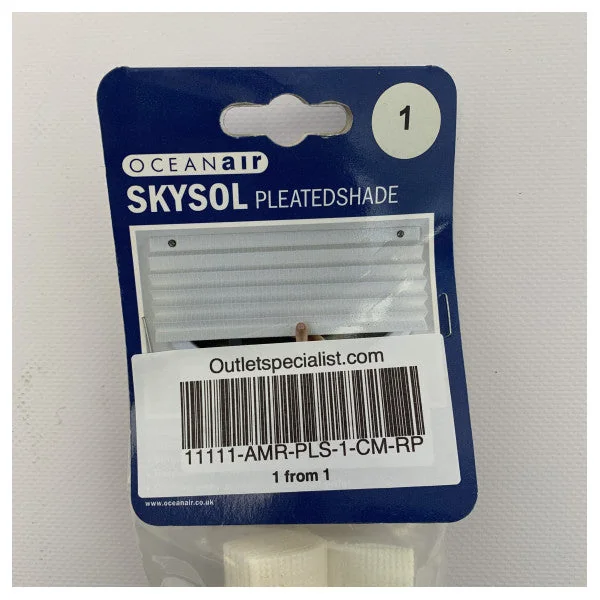 1
OCEANair
SKYSOL PLEATEDSHADE
Outletspecialist.com
11111-AMR-PLS-1-CM-RP
1 from 1
www.oceanair.co.uk